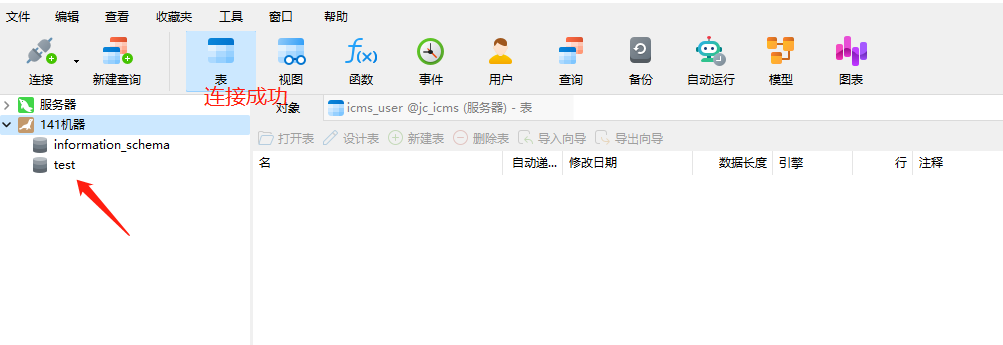 文件 编辑 查看 收藏夹 工具 窗口 帮助
连接 新建查询 表 视图 f(x) 函数 事件 用户 查询 备份 自动运行 模型 图表
连接成功
服务器
141机器
information_schema
test
对象 icms_user @jc_icms (服务器) - 表
打开表 设计表 新建表 删除表 导入向导 导出向导
名 自动递... 修改日期 数据长度 引擎 行 注释